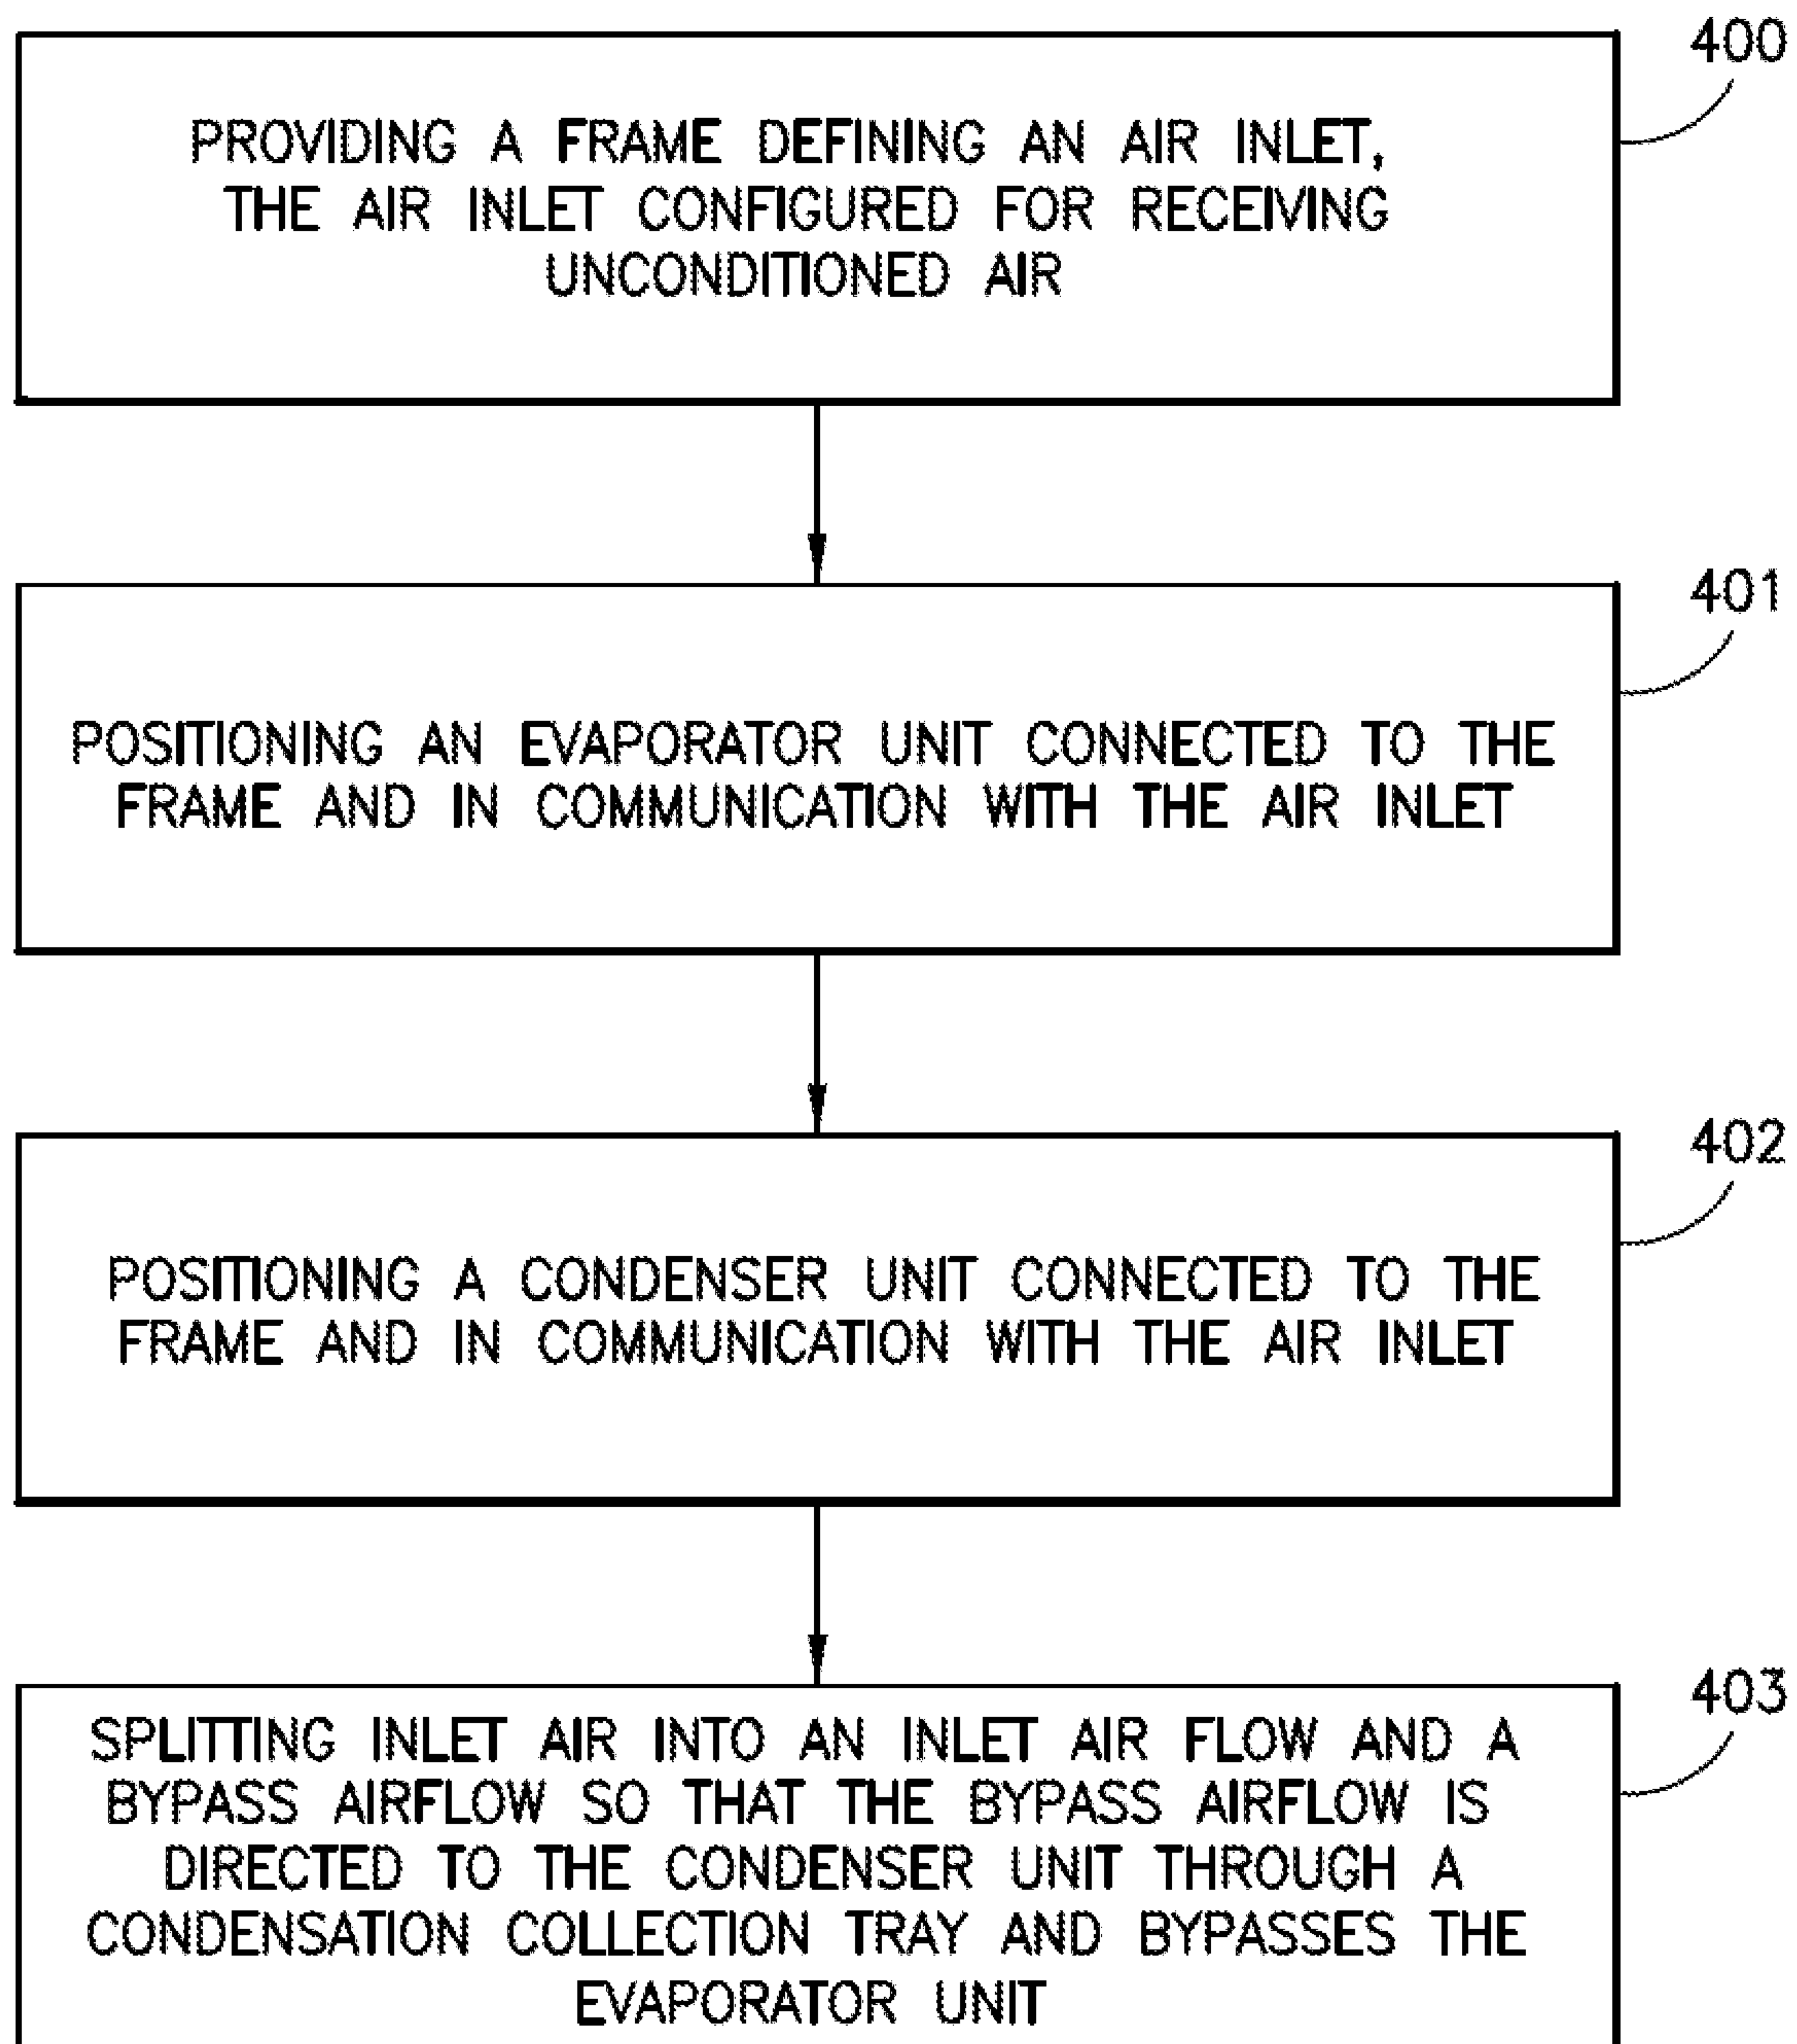 400
PROVIDING A FRAME DEFINING AN AIR INLET,
THE AIR INLET CONFIGURED FOR RECEIVING
UNCONDITIONED AIR
401
POSITIONING AN EVAPORATOR UNIT CONNECTED TO THE
FRAME AND IN COMMUNICATION WITH THE AIR INLET
402
POSITIONING A CONDENSER UNIT CONNECTED TO THE
FRAME AND IN COMMUNICATION WITH THE AIR INLET
403
SPLITTING INLET AIR INTO AN INLET AIR FLOW AND A
BYPASS AIRFLOW SO THAT THE BYPASS AIRFLOW IS
DIRECTED TO THE CONDENSER UNIT THROUGH A
CONDENSATION COLLECTION TRAY AND BYPASSES THE
EVAPORATOR UNIT